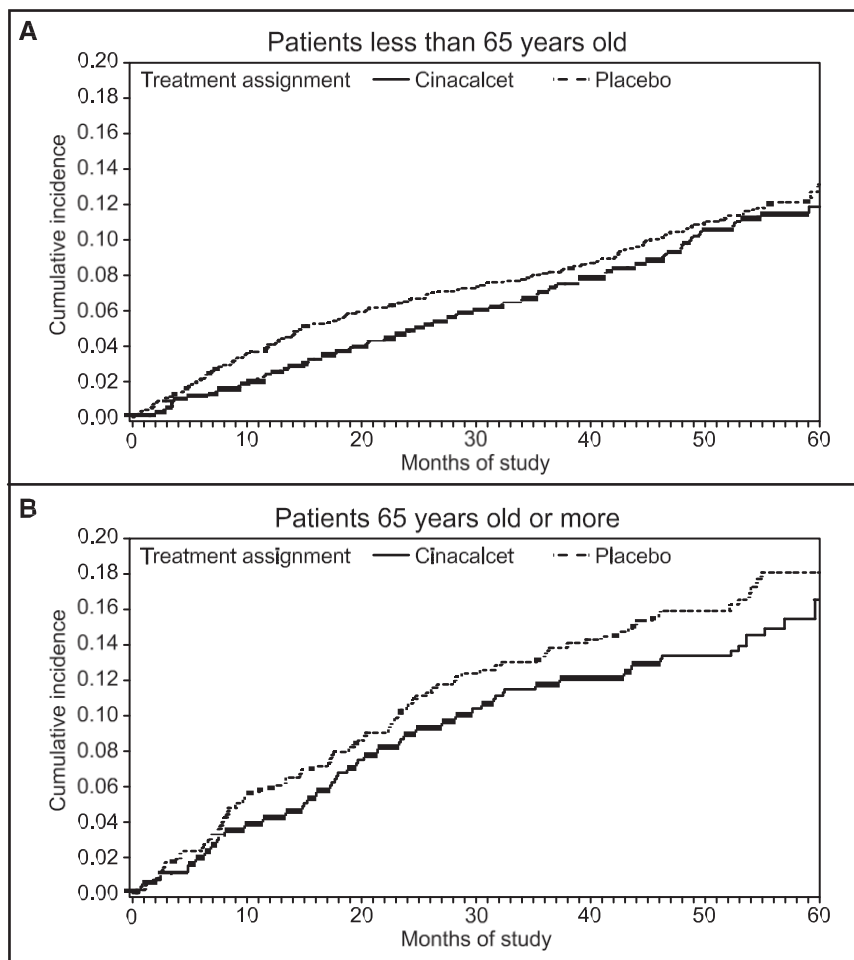 A
Patients less than 65 years old
Treatment assignment Cinacalcet Placebo
0.20
0.18
0.16
0.14
0.12
0.10
0.08
0.06
0.04
0.02
0.00
Cumulative incidence
0 10 20 30 40 50 60
Months of study
B
Patients 65 years old or more
Treatment assignment Cinacalcet Placebo
0.20
0.18
0.16
0.14
0.12
0.10
0.08
0.06
0.04
0.02
0.00
Cumulative incidence
0 10 20 30 40 50 60
Months of study